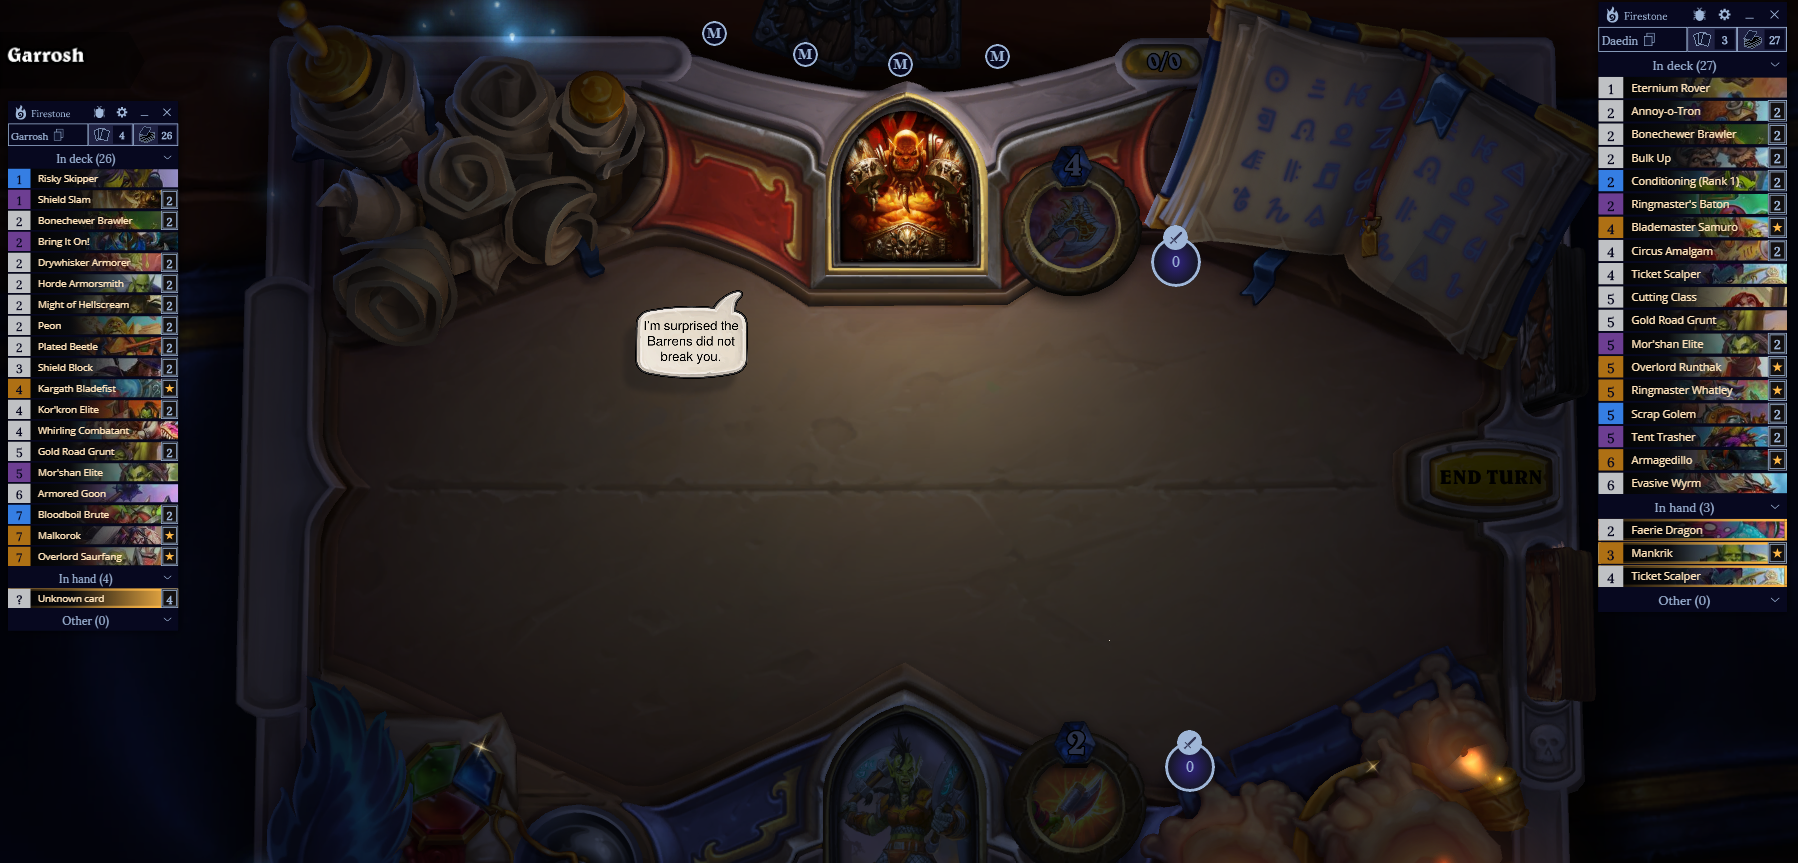 Garrosh
Firestone
Garrosh 4 26
In deck (26)
1 Risky Skipper
1 Shield Slam 2
2 Bonechewer Brawler 2
2 Bring It On!
2 Drywhisker Armorer 2
2 Horde Armorsmith 2
2 Might of Hellscream 2
2 Peon 2
2 Plated Beetle 2
3 Shield Block 2
4 Kargath Bladefist
4 Kor'kron Elite 2
4 Whirling Combatant
5 Gold Road Grunt 2
5 Mor'shan Elite
6 Armored Goon
7 Bloodboil Brute 2
7 Malkorok
7 Overlord Saurfang
In hand (4)
? Unknown card 4
Other (0)
M
M
M
M
0/0
4
0
I'm surprised the
Barrens did not
break you.
END TURN
2
0
Firestone
Daedin 3 27
In deck (27)
1 Eternium Rover
2 Annoy-o-Tron 2
2 Bonechewer Brawler 2
2 Bulk Up 2
2 Conditioning (Rank 1) 2
2 Ringmaster's Baton 2
4 Blademaster Samuro
4 Circus Amalgam 2
4 Ticket Scalper
5 Cutting Class
5 Gold Road Grunt
5 Mor'shan Elite 2
5 Overlord Runthak
5 Ringmaster Whatley
5 Scrap Golem 2
5 Tent Trasher 2
6 Armagedillo
6 Evasive Wyrm
In hand (3)
2 Faerie Dragon
3 Mankrik
4 Ticket Scalper
Other (0)